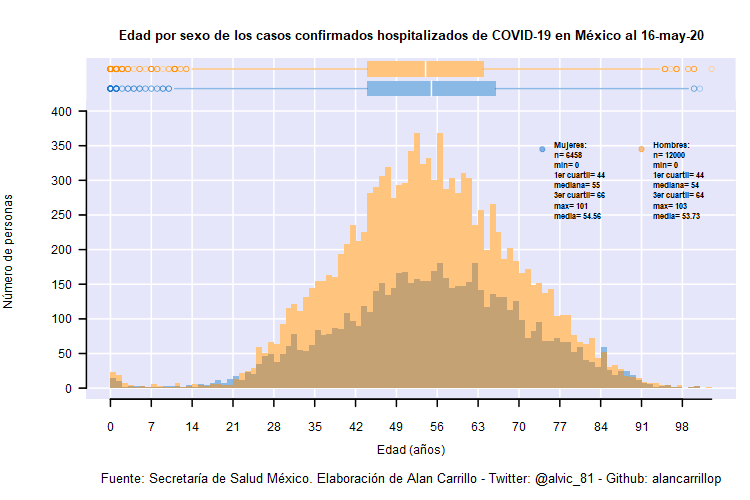 Edad por sexo de los casos confirmados hospitalizados de COVID-19 en México al 16-may-20
400
350
300
250
200
150
100
50
0
Número de personas
Mujeres:
n= 6458
min= 0
1er cuartil= 44
mediana= 55
3er cuartil= 66
max= 101
media= 54.56
Hombres:
n= 12000
min= 0
1er cuartil= 44
mediana= 54
3er cuartil= 64
max= 103
media= 53.73
0 7 14 21 28 35 42 49 56 63 70 77 84 91 98
Edad (años)
Fuente: Secretaría de Salud México. Elaboración de Alan Carrillo - Twitter: @alvic_81 - Github: alancarrillop